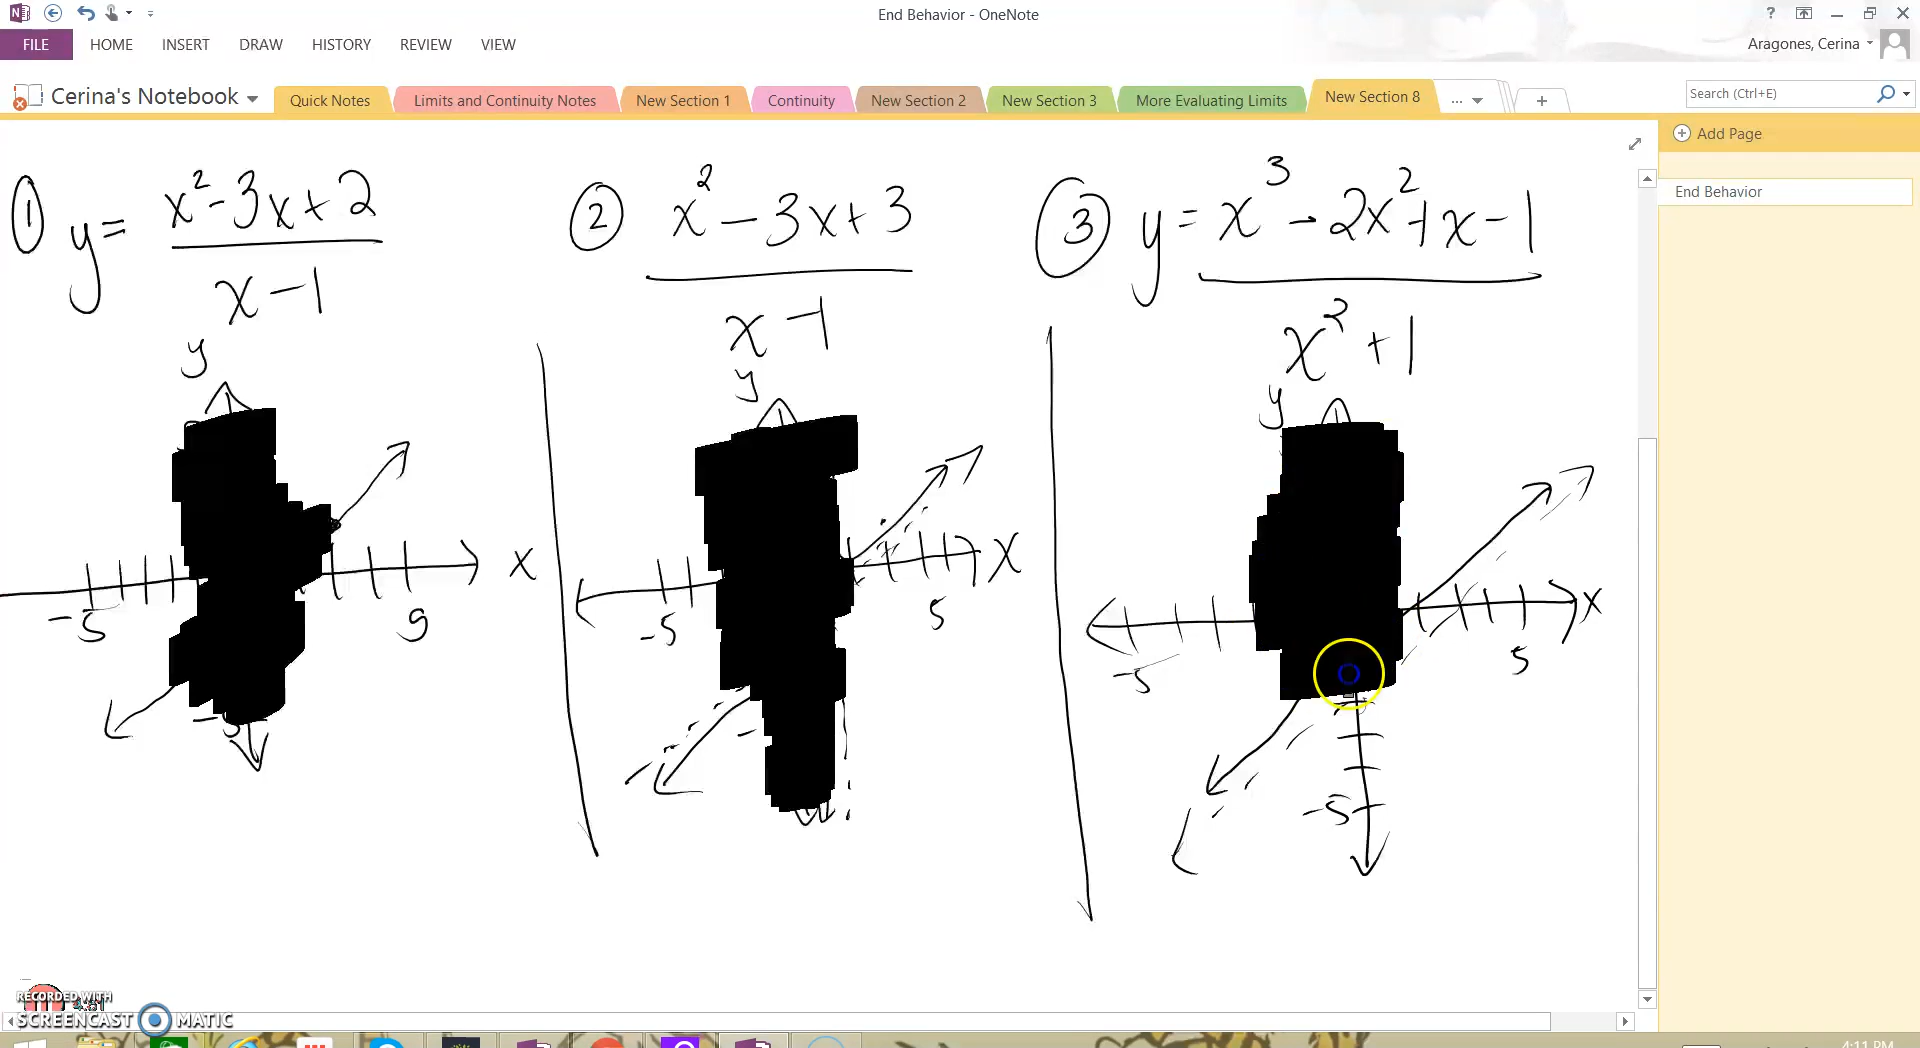 End Behavior - OneNote
?
FILE HOME INSERT DRAW HISTORY REVIEW VIEW
Aragones, Cerina
Cerina's Notebook
Quick Notes Limits and Continuity Notes New Section 1 Continuity New Section 2 New Section 3 More Evaluating Limits New Section 8 ... +
Search (Ctrl+E)
Add Page
End Behavior
① y = x² - 3x + 2
x - 1
② x² - 3x + 3
x - 1
③ y = x³ - 2x² + x - 1
x² + 1
y
x
-5
y
X
-5
5
y
x
-5
5
-5
RECORDED WITH
SCREENCAST MATIC
4:11 PM